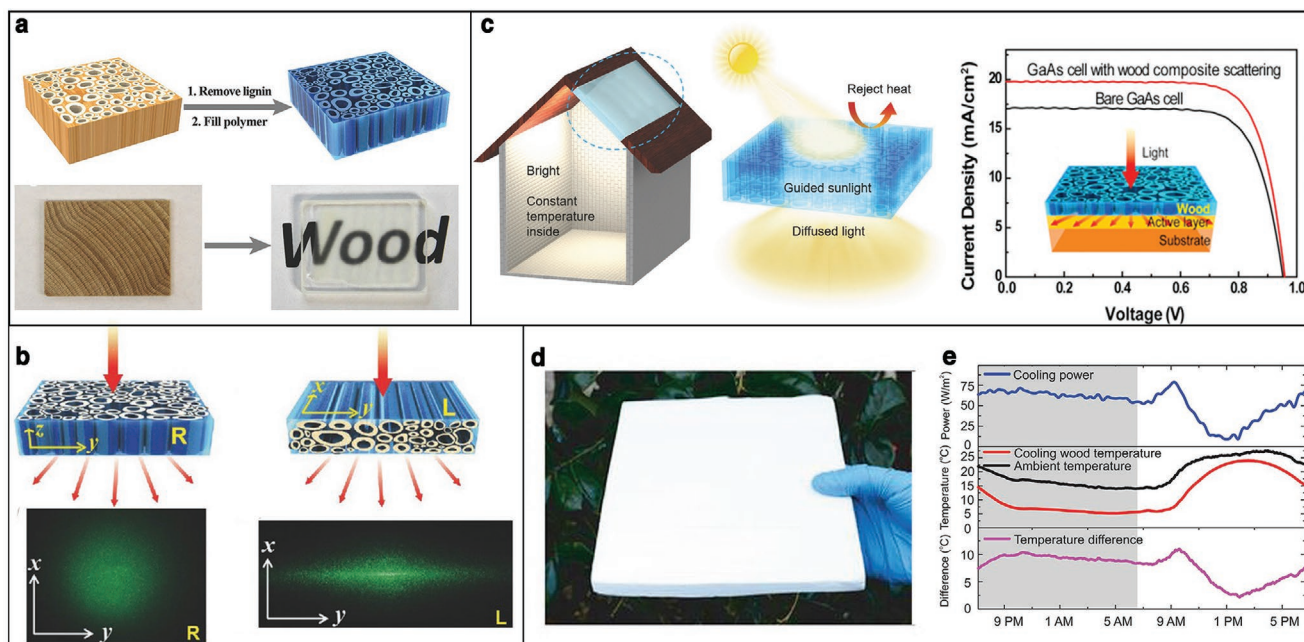 a
1. Remove lignin
2. Fill polymer
Wood
b
z
y
R
x
y
L
x
y
R
x
y
L
c
Bright
Constant
temperature
inside
Reject heat
Guided sunlight
Diffused light
Current Density (mA/cm²)
20
15
10
5
0
GaAs cell with wood composite scattering
Bare GaAs cell
Light
Wood
Active layer
Substrate
0.0 0.2 0.4 0.6 0.8 1.0
Voltage (V)
d
e
Power (W/m²)
75
50
25
0
Cooling power
Temperature (°C)
25
20
15
10
5
0
Cooling wood temperature
Ambient temperature
Difference (°C)
10
5
0
Temperature difference
9 PM 1 AM 5 AM 9 AM 1 PM 5 PM